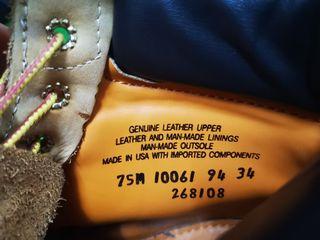 GENUINE LEATHER UPPER
LEATHER AND MAN-MADE LININGS
MAN-MADE OUTSOLE
MADE IN USA WITH IMPORTED COMPONENTS
75M 10061 94 34
268108